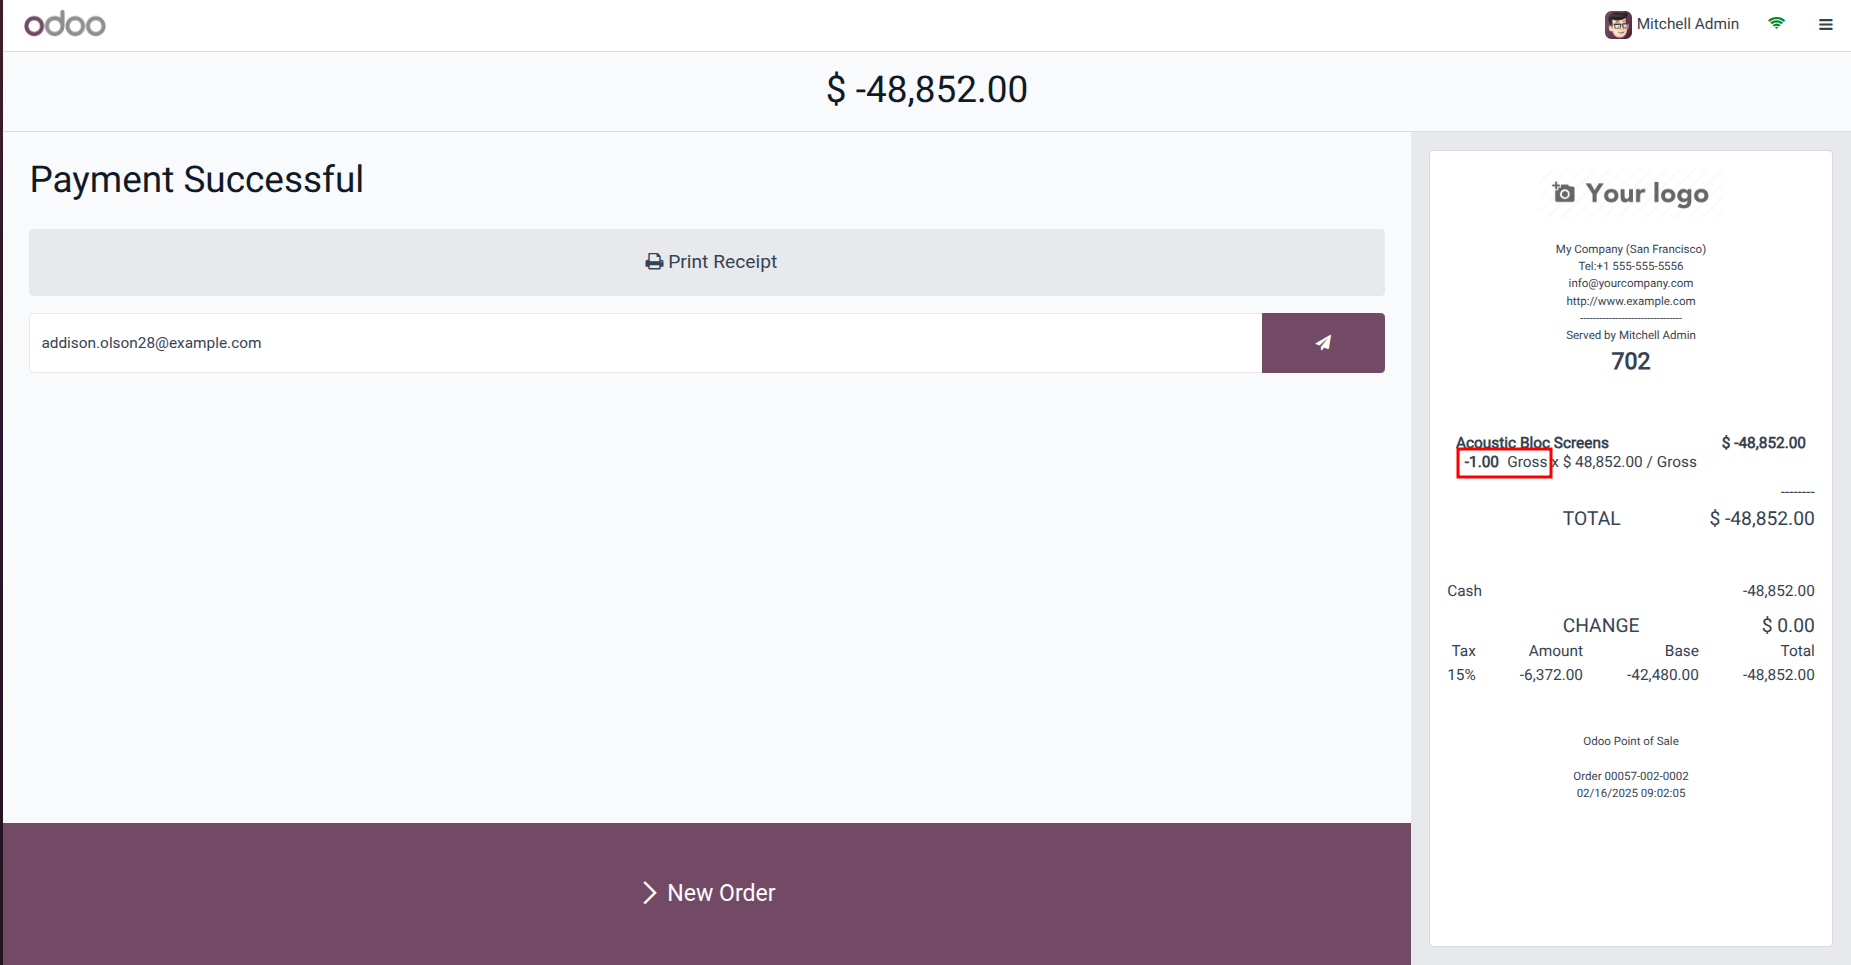 odoo
Mitchell Admin
$ -48,852.00
Payment Successful
Print Receipt
addison.olson28@example.com
New Order
Your logo
My Company (San Francisco)
Tel:+1 555-555-5556
info@yourcompany.com
http://www.example.com
--------------------------------
Served by Mitchell Admin
702
Acoustic Bloc Screens $ -48,852.00
-1.00 Gross x $ 48,852.00 / Gross
--------
TOTAL $ -48,852.00
Cash -48,852.00
CHANGE $ 0.00
Tax Amount Base Total
15% -6,372.00 -42,480.00 -48,852.00
Odoo Point of Sale
Order 00057-002-0002
02/16/2025 09:02:05